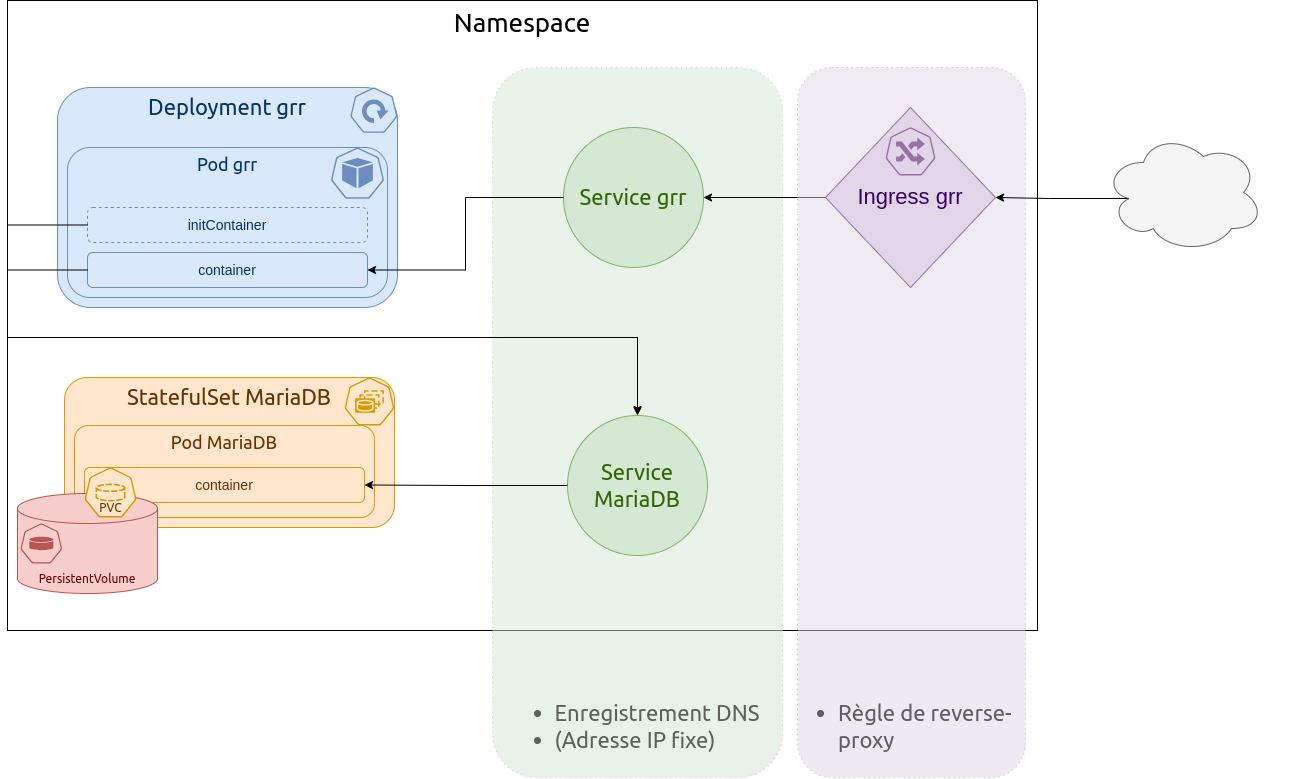 Namespace
Deployment grr
Pod grr
initContainer
container
Service grr
Ingress grr
StatefulSet MariaDB
Pod MariaDB
container
PVC
PersistentVolume
Service
MariaDB
• Enregistrement DNS
• (Adresse IP fixe)
• Règle de reverse-
proxy